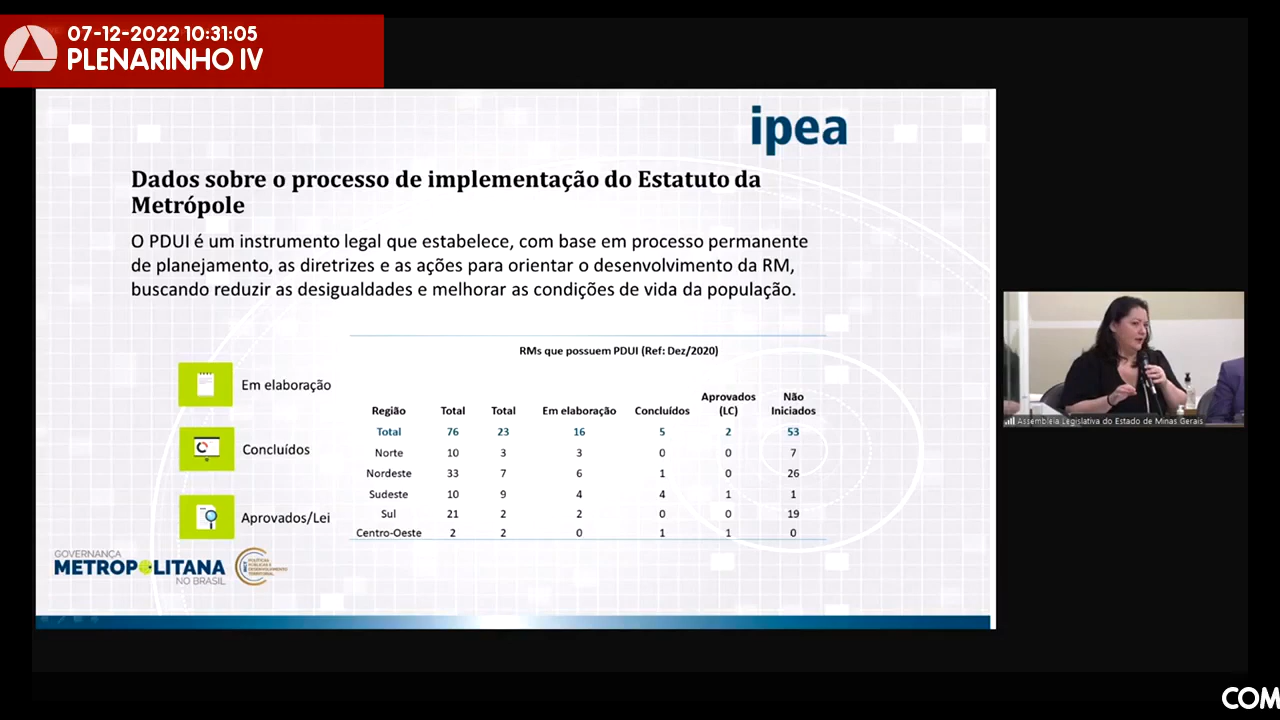 07-12-2022 10:31:05
PLENARINHO IV
ipea
Dados sobre o processo de implementação do Estatuto da
Metrópole
O PDUI é um instrumento legal que estabelece, com base em processo permanente
de planejamento, as diretrizes e as ações para orientar o desenvolvimento da RM,
buscando reduzir as desigualdades e melhorar as condições de vida da população.
Em elaboração
Concluídos
Aprovados/Lei
RMs que possuem PDUI (Ref: Dez/2020)
Região Total Total Em elaboração Concluídos Aprovados (LC) Não Iniciados
Total 76 23 16 5 2 53
Norte 10 3 3 0 0 7
Nordeste 33 7 6 1 0 26
Sudeste 10 9 4 4 1 1
Sul 21 2 2 0 0 19
Centro-Oeste 2 2 0 1 1 0
GOVERNANÇA
METROPOLITANA
NO BRASIL
POLÍTICAS
PÚBLICAS E
DESENVOLVIMENTO
TERRITORIAL
Assembleia Legislativa do Estado de Minas Gerais
COM